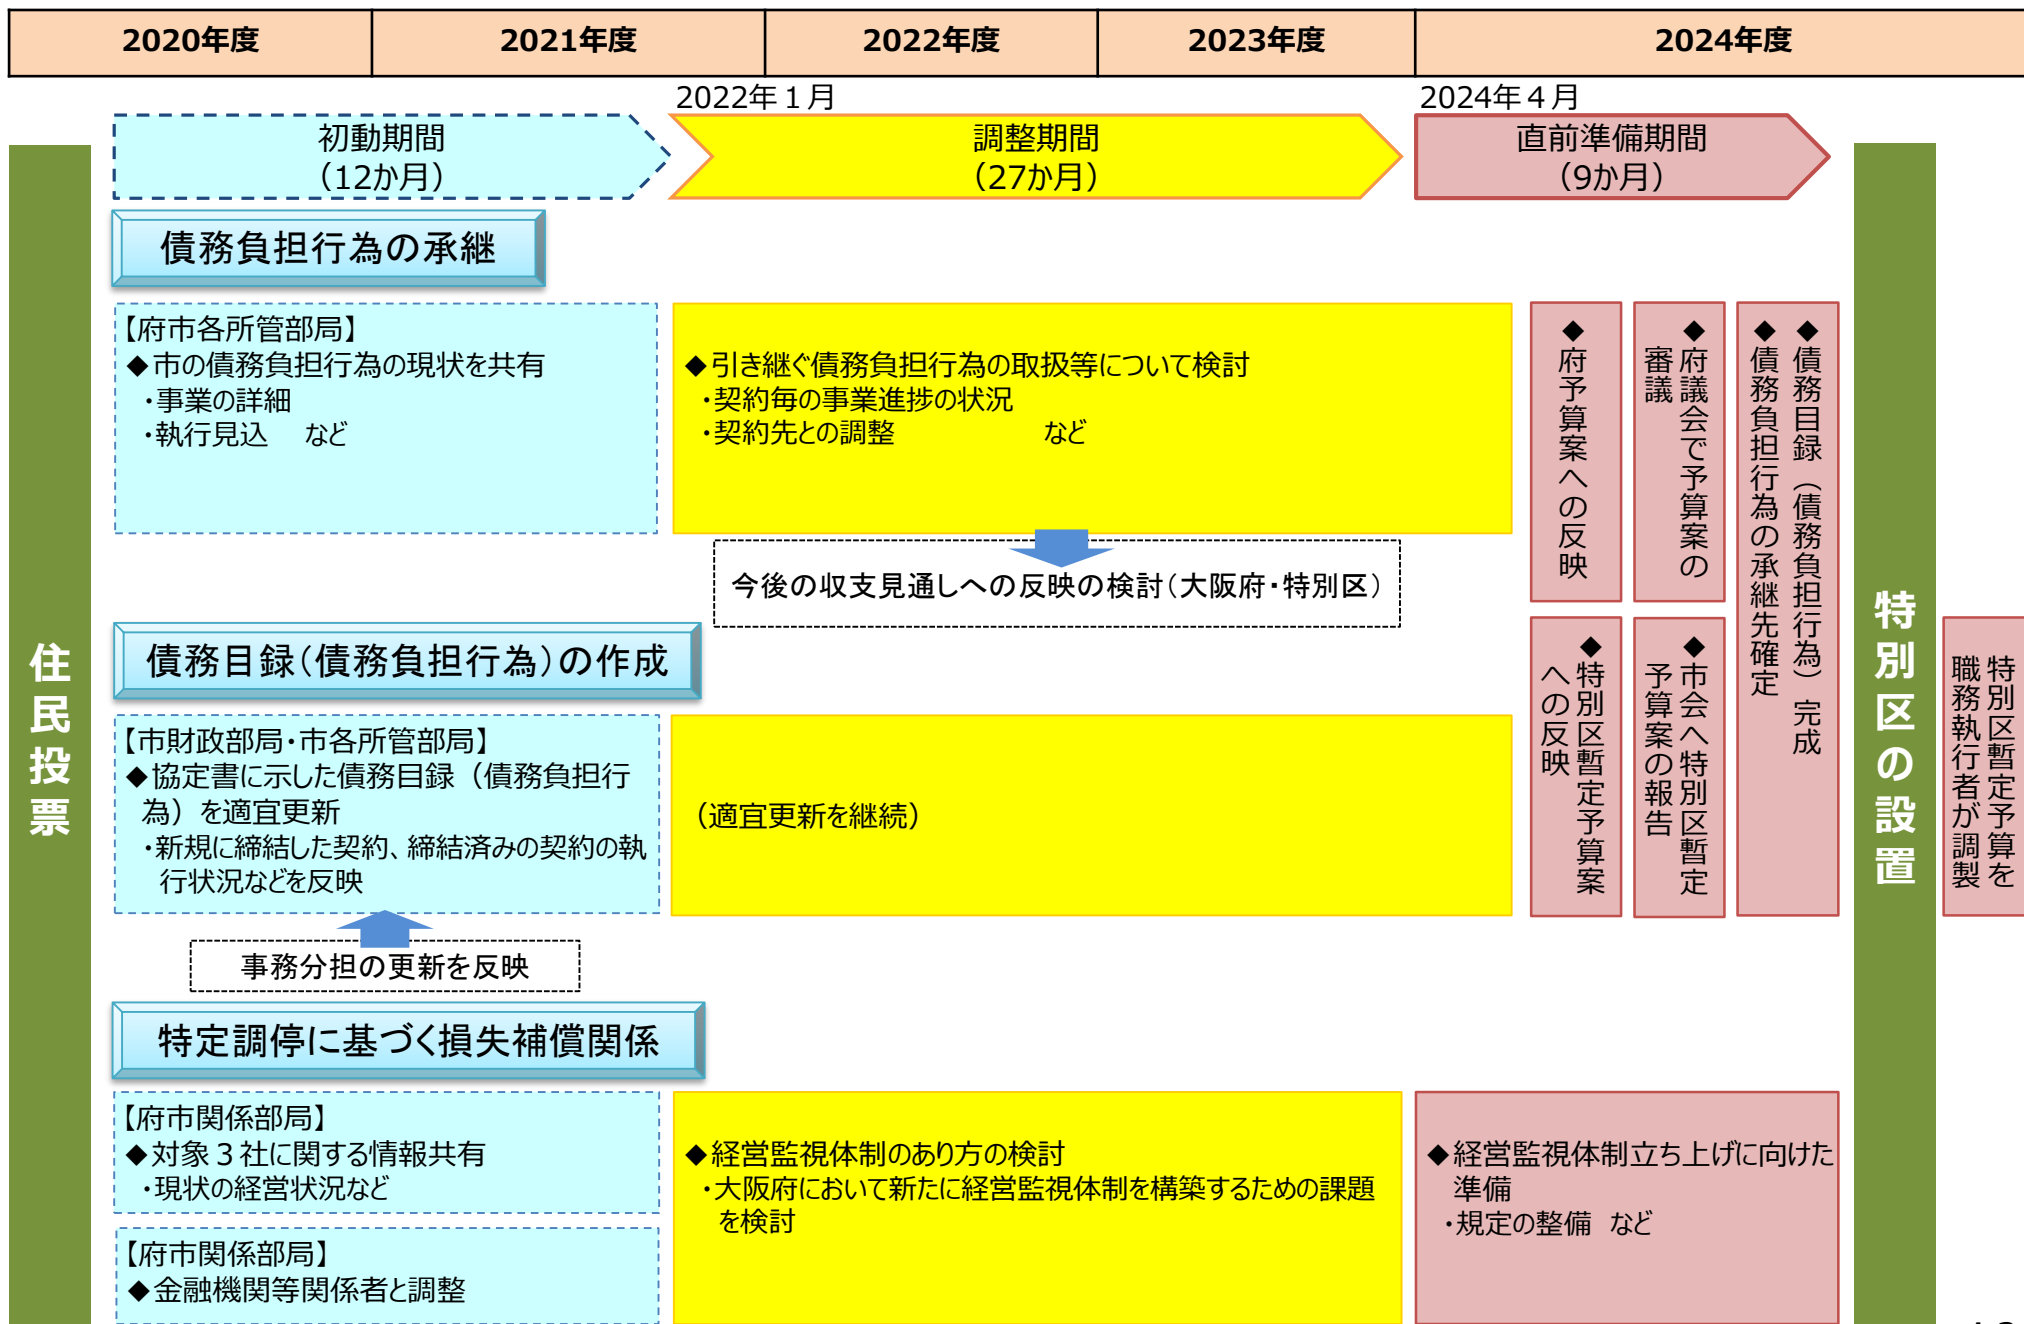 2020年度
2021年度
2022年度
2023年度
2024年度
2022年１月
2024年４月
初動期間
（12か月）
調整期間
（27か月）
直前準備期間
（9か月）
住民投票
債務負担行為の承継
【府市各所管部局】
◆市の債務負担行為の現状を共有
・事業の詳細
・執行見込　など
◆引き継ぐ債務負担行為の取扱等について検討
・契約毎の事業進捗の状況
・契約先との調整　　　　　など
今後の収支見通しへの反映の検討（大阪府・特別区）
◆府予算案への反映
◆府議会で予算案の
審議
◆債務目録（債務負担行為）完成
◆債務負担行為の承継先確定
債務目録（債務負担行為）の作成
【市財政部局・市各所管部局】
◆協定書に示した債務目録（債務負担行
為）を適宜更新
・新規に締結した契約、締結済みの契約の執
行状況などを反映
（適宜更新を継続）
◆特別区暫定予算案
への反映
◆市会へ特別区暫定
予算案の報告
事務分担の更新を反映
特定調停に基づく損失補償関係
【府市関係部局】
◆対象３社に関する情報共有
・現状の経営状況など
【府市関係部局】
◆金融機関等関係者と調整
◆経営監視体制のあり方の検討
・大阪府において新たに経営監視体制を構築するための課題
を検討
◆経営監視体制立ち上げに向けた
準備
・規定の整備　など
特別区の設置
特別区暫定予算を
職務執行者が調製